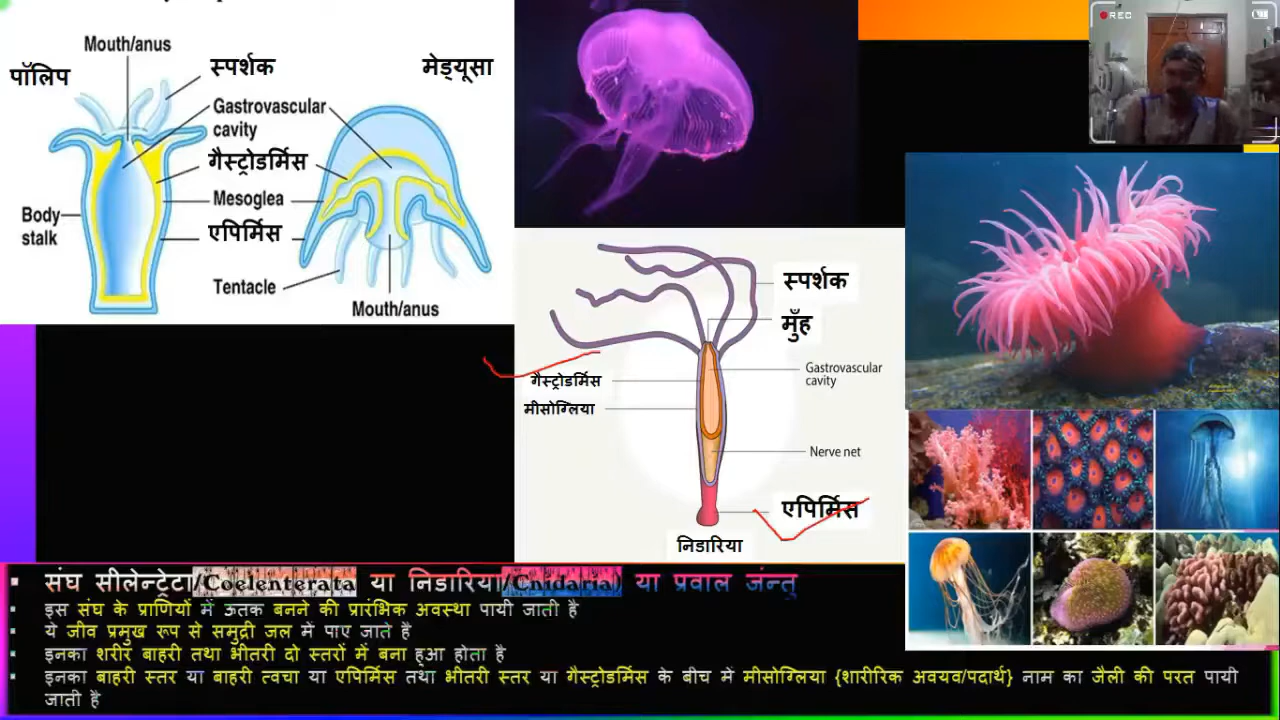 Mouth/anus
पॉलिप
स्पर्शक
मेड्यूसा
Gastrovascular
cavity
गैस्ट्रोडर्मिस
Mesoglea
Body
stalk
एपिर्मिस
Tentacle
Mouth/anus
REC
स्पर्शक
मुँह
Gastrovascular
cavity
गैस्ट्रोडर्मिस
मीसोग्लिया
Nerve net
एपिर्मिस
निडारिया
संघ सीलेन्ट्रेटा/Coelenterata या निडारिया/Cnidaria) या प्रवाल जन्तु
इस संघ के प्राणियों में ऊतक बनने की प्रारंभिक अवस्था पायी जाती है
ये जीव प्रमुख रूप से समुद्री जल में पाए जाते है
इनका शरीर बाहरी तथा भीतरी दो स्तरों में बना हुआ होता है
इनका बाहरी स्तर या बाहरी त्वचा या एपिर्मिस तथा भीतरी स्तर या गैस्ट्रोडर्मिस के बीच में मीसोग्लिया {शारीरिक अवयव/पदार्थ} नाम का जैली की परत पायी
जाती है